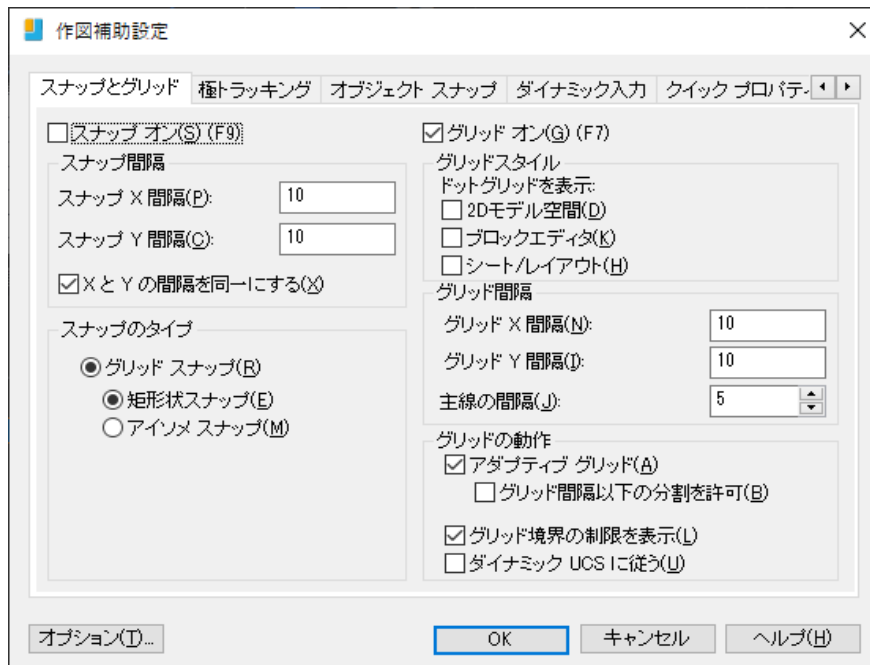 作図補助設定
スナップとグリッド 極トラッキング オブジェクト スナップ ダイナミック入力 クイック プロパティ
スナップ オン(S) (F9)
スナップ間隔
スナップ X 間隔(P): 10
スナップ Y 間隔(C): 10
X と Y の間隔を同一にする(X)
スナップのタイプ
グリッド スナップ(R)
矩形状スナップ(E)
アイソメ スナップ(M)
グリッド オン(G) (F7)
グリッドスタイル
ドットグリッドを表示:
2Dモデル空間(D)
ブロックエディタ(K)
シート/レイアウト(H)
グリッド間隔
グリッド X 間隔(N): 10
グリッド Y 間隔(I): 10
主線の間隔(J): 5
グリッドの動作
アダプティブ グリッド(A)
グリッド間隔以下の分割を許可(B)
グリッド境界の制限を表示(L)
ダイナミック UCS に従う(U)
オプション(T)... OK キャンセル ヘルプ(H)